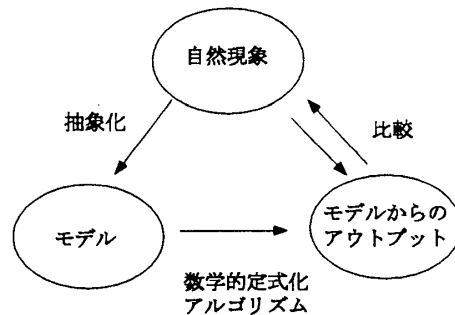 自然現象
抽象化
比較
モデル
モデルからの
アウトプット
数学的定式化
アルゴリズム